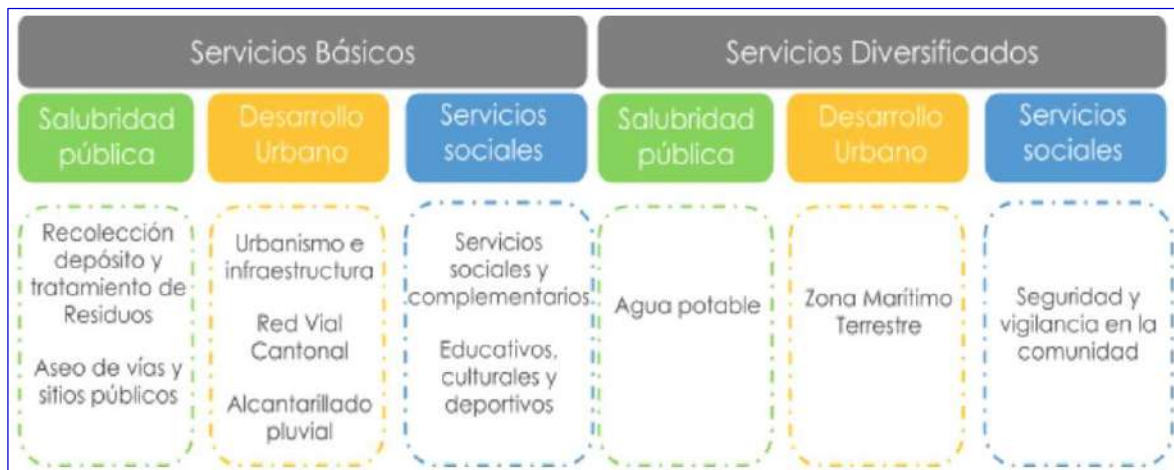 Servicios Básicos
Servicios Diversificados
Salubridad
pública
Desarrollo
Urbano
Servicios
sociales
Salubridad
pública
Desarrollo
Urbano
Servicios
sociales
Recolección
depósito y
tratamiento de
Residuos
Aseo de vías y
sitios públicos
Urbanismo e
infraestructura
Red Vial
Cantonal
Alcantarillado
pluvial
Servicios
sociales y
complementarios
Educativos,
culturales y
deportivos
Agua potable
Zona Marítimo
Terrestre
Seguridad y
vigilancia en la
comunidad